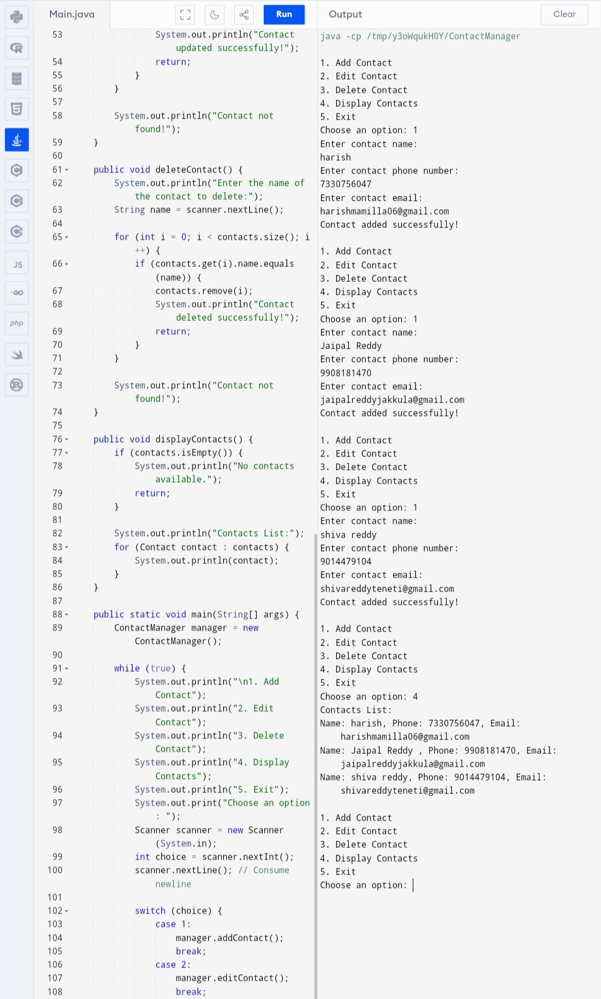 Main.java
Run
53 System.out.println("Contact
updated successfully!");
54 return;
55 }
56 }
57
58 System.out.println("Contact not
found!");
59 }
60
61 public void deleteContact() {
62 System.out.println("Enter the name of
the contact to delete:");
63 String name = scanner.nextLine();
64
65 for (int i = 0; i < contacts.size(); i
++) {
66 if (contacts.get(i).name.equals
(name)) {
67 contacts.remove(i);
68 System.out.println("Contact
deleted successfully!");
69 return;
70 }
71 }
72
73 System.out.println("Contact not
found!");
74 }
75
76 public void displayContacts() {
77 if (contacts.isEmpty()) {
78 System.out.println("No contacts
available.");
79 return;
80 }
81
82 System.out.println("Contacts List:");
83 for (Contact contact : contacts) {
84 System.out.println(contact);
85 }
86 }
87
88 public static void main(String[] args) {
89 ContactManager manager = new
ContactManager();
90
91 while (true) {
92 System.out.println("\n1. Add
Contact");
93 System.out.println("2. Edit
Contact");
94 System.out.println("3. Delete
Contact");
95 System.out.println("4. Display
Contacts");
96 System.out.println("5. Exit");
97 System.out.print("Choose an option
: ");
98 Scanner scanner = new Scanner
(System.in);
99 int choice = scanner.nextInt();
100 scanner.nextLine(); // Consume
newline
101
102 switch (choice) {
103 case 1:
104 manager.addContact();
105 break;
106 case 2:
107 manager.editContact();
108 break;
Output
Clear
java -cp /tmp/y3oWqukH0Y/ContactManager
1. Add Contact
2. Edit Contact
3. Delete Contact
4. Display Contacts
5. Exit
Choose an option: 1
Enter contact name:
harish
Enter contact phone number:
7330756047
Enter contact email:
harishmamilla06@gmail.com
Contact added successfully!
1. Add Contact
2. Edit Contact
3. Delete Contact
4. Display Contacts
5. Exit
Choose an option: 1
Enter contact name:
Jaipal Reddy
Enter contact phone number:
9908181470
Enter contact email:
jaipalreddyjakkula@gmail.com
Contact added successfully!
1. Add Contact
2. Edit Contact
3. Delete Contact
4. Display Contacts
5. Exit
Choose an option: 1
Enter contact name:
shiva reddy
Enter contact phone number:
9014479104
Enter contact email:
shivareddyteneti@gmail.com
Contact added successfully!
1. Add Contact
2. Edit Contact
3. Delete Contact
4. Display Contacts
5. Exit
Choose an option: 4
Contacts List:
Name: harish, Phone: 7330756047, Email:
harishmamilla06@gmail.com
Name: Jaipal Reddy , Phone: 9908181470, Email:
jaipalreddyjakkula@gmail.com
Name: shiva reddy, Phone: 9014479104, Email:
shivareddyteneti@gmail.com
1. Add Contact
2. Edit Contact
3. Delete Contact
4. Display Contacts
5. Exit
Choose an option:
R
5
C
C
C
JS
GO
php
R